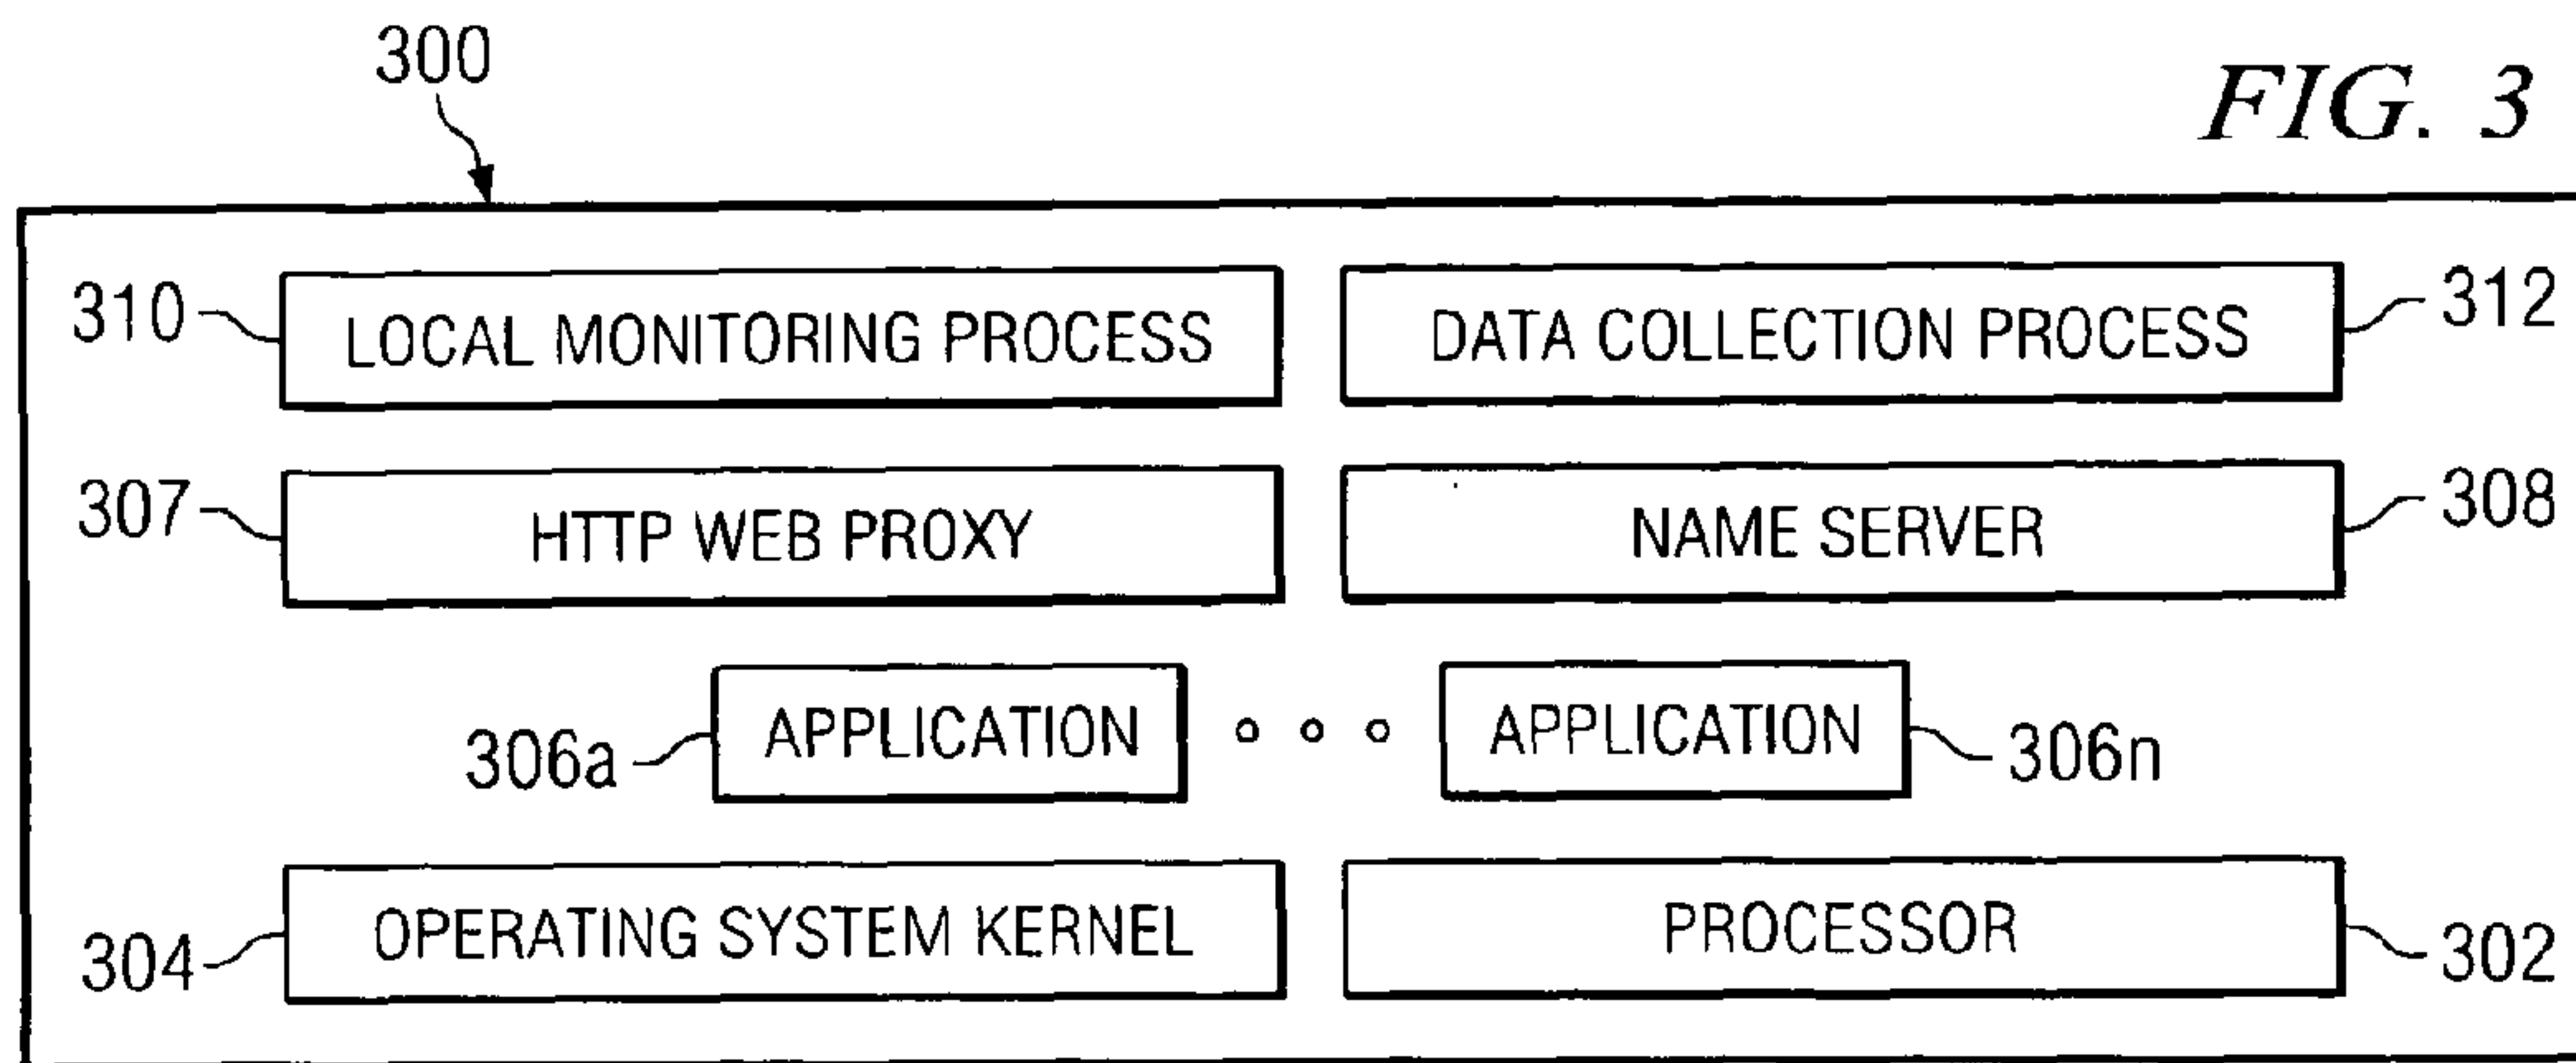 300
FIG. 3
310 LOCAL MONITORING PROCESS DATA COLLECTION PROCESS 312
307 HTTP WEB PROXY NAME SERVER 308
306a APPLICATION APPLICATION 306n
304 OPERATING SYSTEM KERNEL PROCESSOR 302